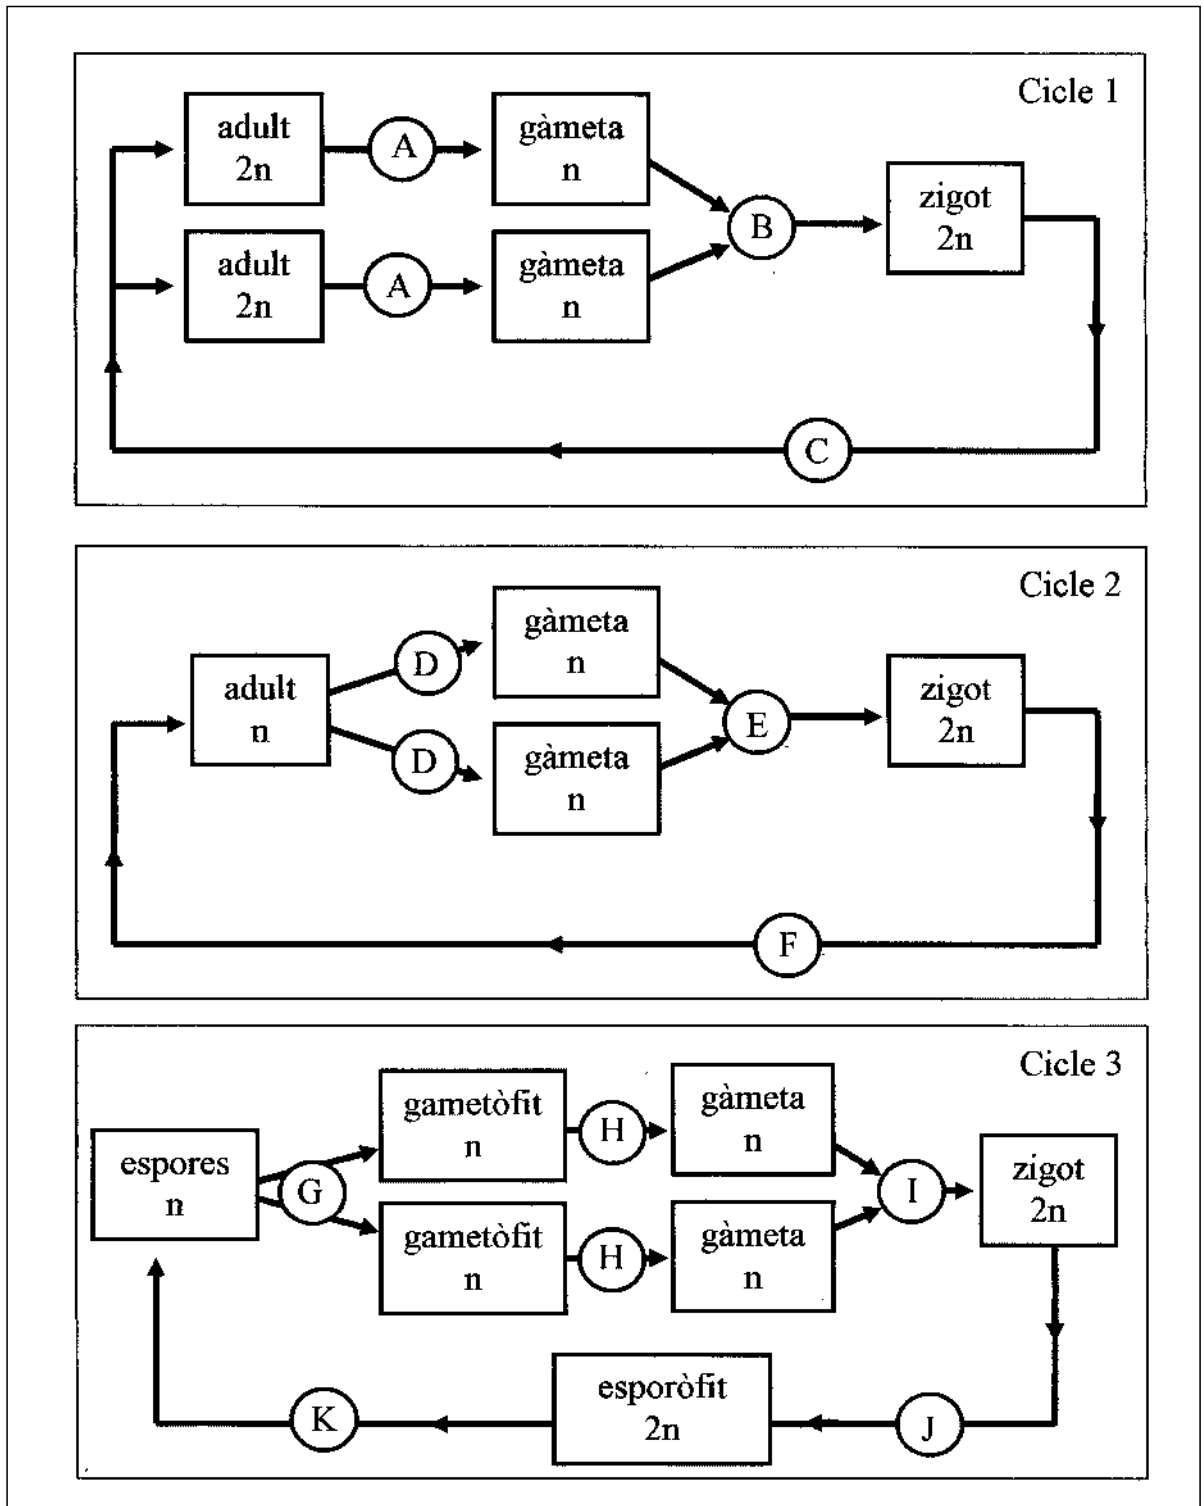 Cicle 1
adult
2n
A
gàmeta
n
B
zigot
2n
adult
2n
A
gàmeta
n
C
Cicle 2
gàmeta
n
D
adult
n
E
zigot
2n
D
gàmeta
n
F
Cicle 3
gametòfit
n
H
gàmeta
n
espores
n
G
I
zigot
2n
gametòfit
n
H
gàmeta
n
K
esporòfit
2n
J